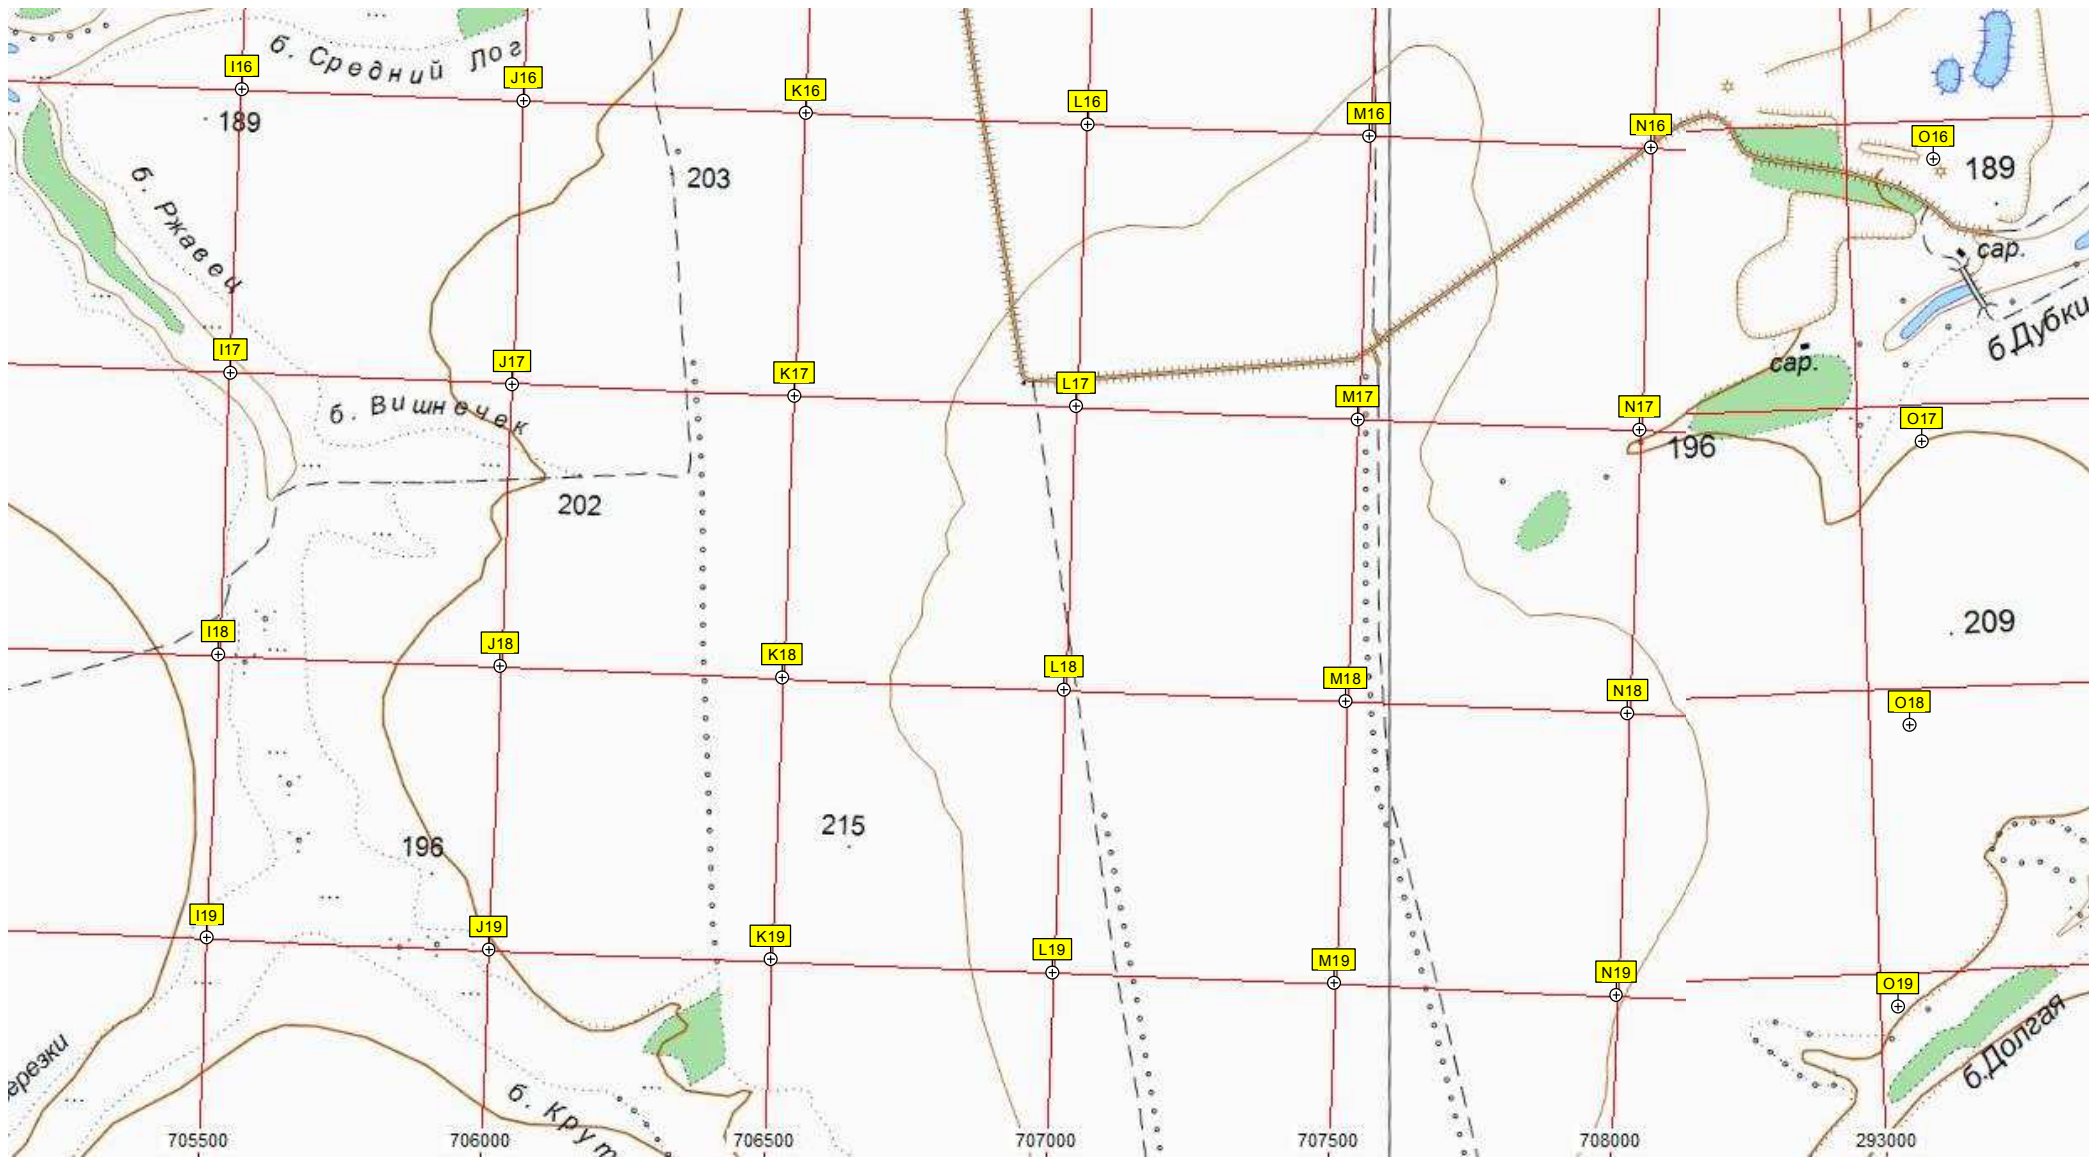 б. Средний Лог
I16
J16
K16
L16
M16
N16
O16
189
203
189
б. Ржавец
сар.
б.Дубки
I17
J17
K17
L17
M17
N17
O17
сар.
б. Вишнечек
196
202
209
I18
J18
K18
L18
M18
N18
O18
196
215
I19
J19
K19
L19
M19
N19
O19
б.Долгая
б. Крут
705500
706000
706500
707000
707500
708000
293000